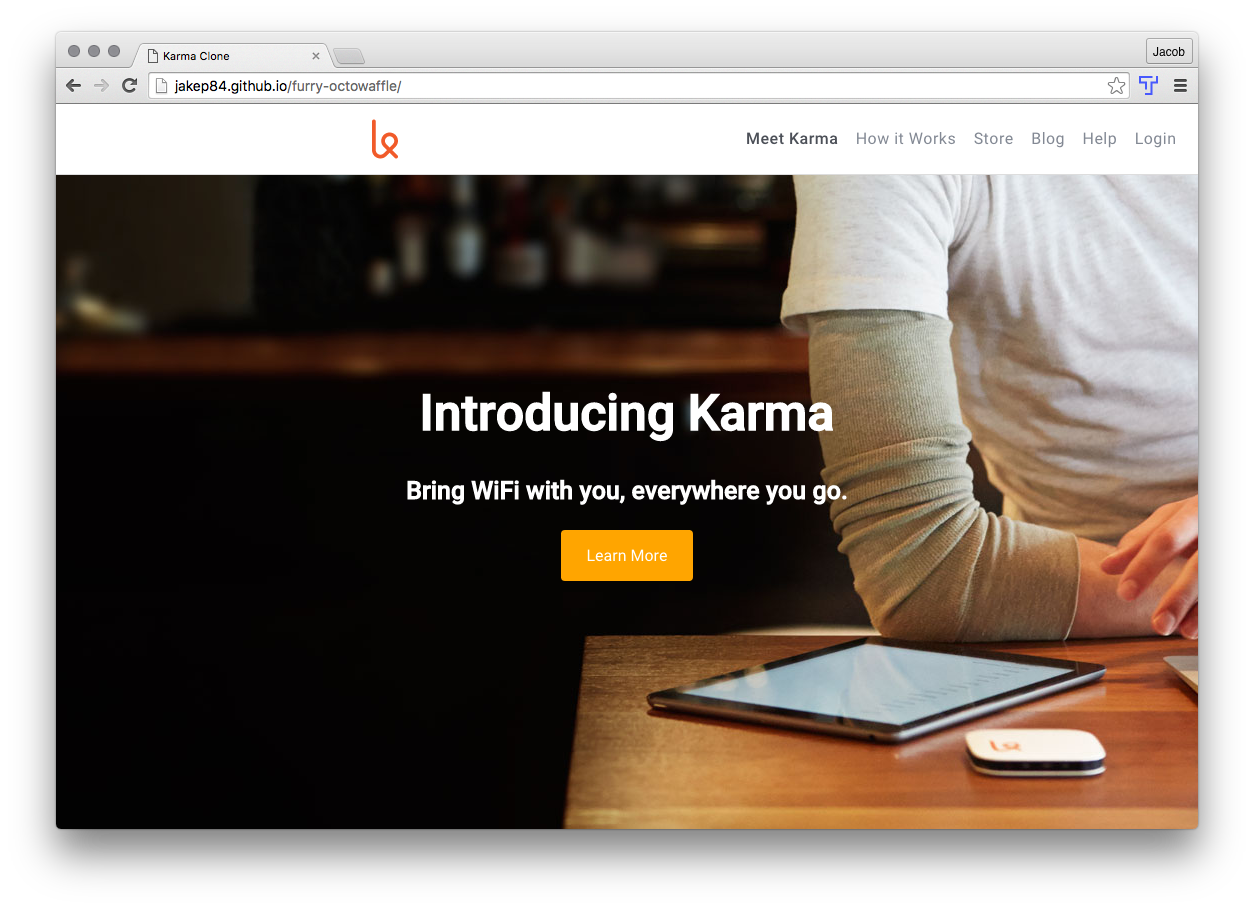 Karma Clone
Jacob
jakep84.github.io/furry-octowaffle/
Meet Karma How it Works Store Blog Help Login
Introducing Karma
Bring WiFi with you, everywhere you go.
Learn More